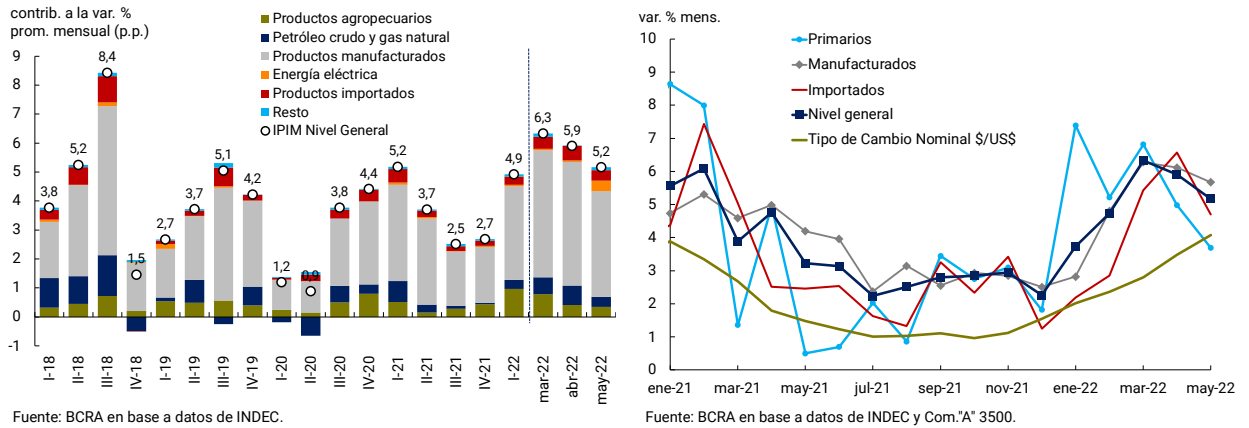 contrib. a la var. %
prom. mensual (p.p.)
Productos agropecuarios
Petróleo crudo y gas natural
Productos manufacturados
Energía eléctrica
Productos importados
Resto
IPIM Nivel General
9
8
7
6
5
4
3
2
1
0
-1
3,8
5,2
8,4
1,5
2,7
3,7
5,1
4,2
1,2
0,9
3,8
4,4
5,2
3,7
2,5
2,7
4,9
6,3
5,9
5,2
I-18
II-18
III-18
IV-18
I-19
II-19
III-19
IV-19
I-20
II-20
III-20
IV-20
I-21
II-21
III-21
IV-21
I-22
mar-22
abr-22
may-22
Fuente: BCRA en base a datos de INDEC.
var. % mens.
Primarios
Manufacturados
Importados
Nivel general
Tipo de Cambio Nominal $/US$
10
9
8
7
6
5
4
3
2
1
0
ene-21
mar-21
may-21
jul-21
sep-21
nov-21
ene-22
mar-22
may-22
Fuente: BCRA en base a datos de INDEC y Com."A" 3500.